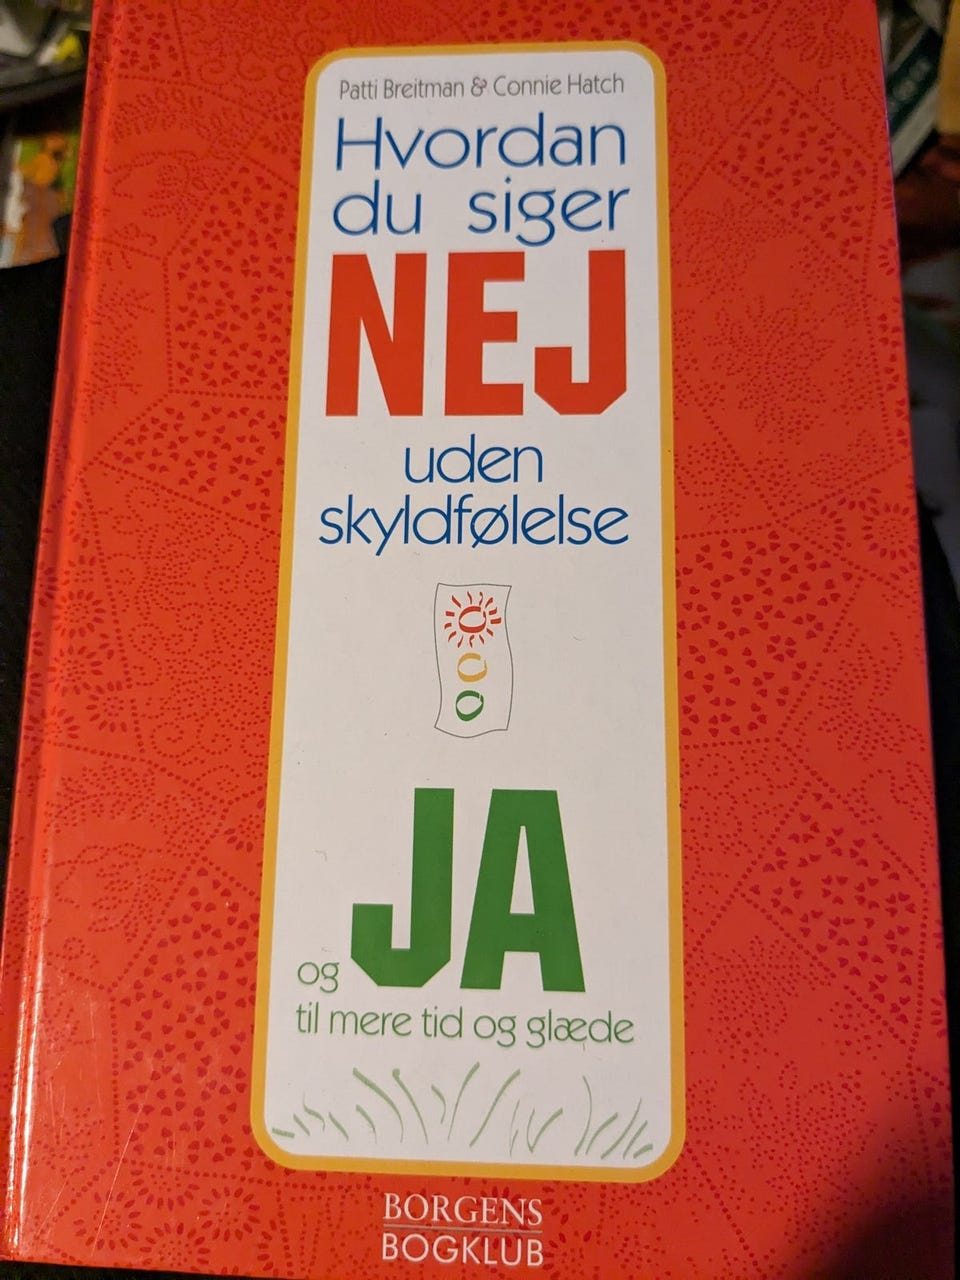 Patti Breitman & Connie Hatch
Hvordan
du siger
NEJ
uden
skyldfølelse
og JA
til mere tid og glæde
BORGENS
BOGKLUB